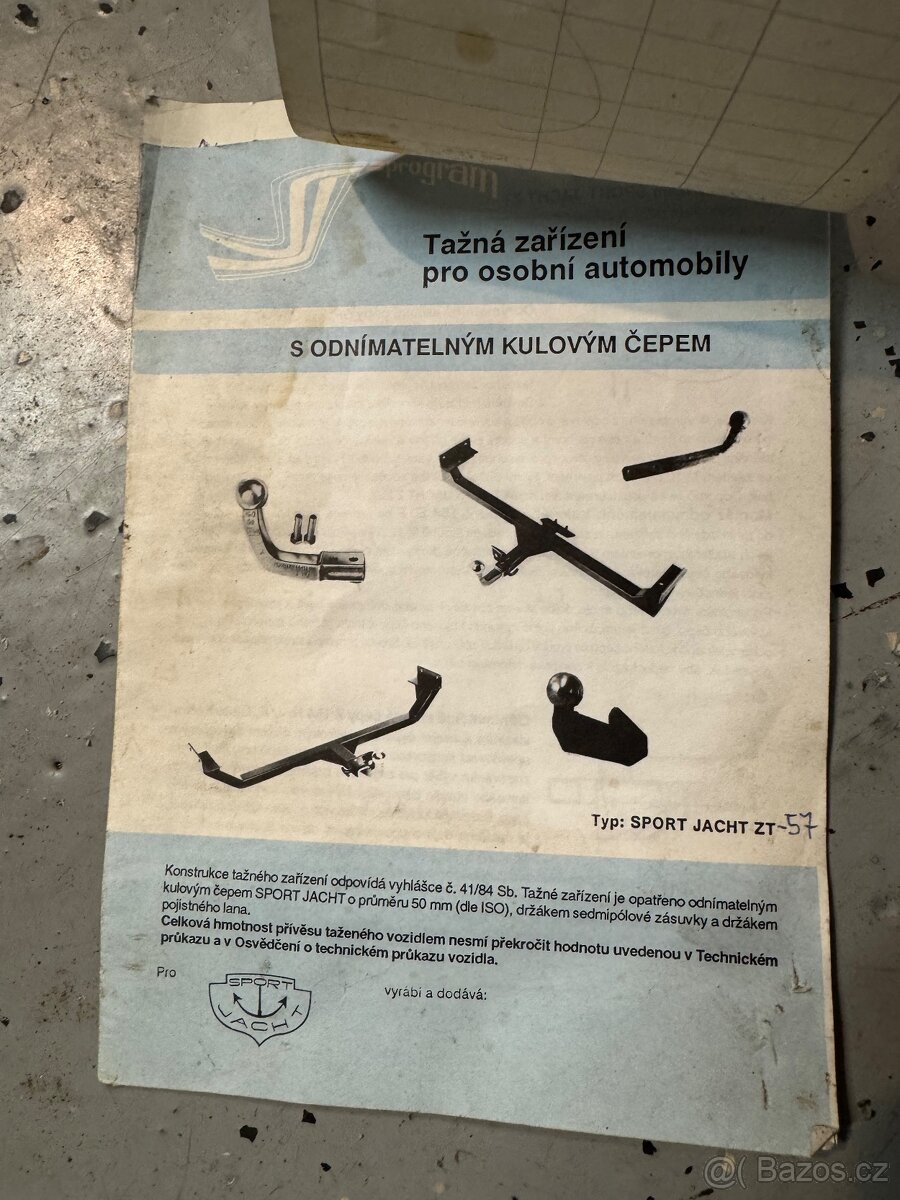 program
Tažná zařízení
pro osobní automobily
S ODNÍMATELNÝM KULOVÝM ČEPEM
Typ: SPORT JACHT ZT-57
Konstrukce tažného zařízení odpovídá vyhlášce č. 41/84 Sb. Tažné zařízení je opatřeno odnímatelným
kulovým čepem SPORT JACHT o průměru 50 mm (dle ISO), držákem sedmipólové zásuvky a držákem
pojistného lana.
Celková hmotnost přívěsu taženého vozidlem nesmí překročit hodnotu uvedenou v Technickém
průkazu a v Osvědčení o technickém průkazu vozidla.
Pro
SPORT
JACHT
vyrábí a dodává:
@ Bazos.cz